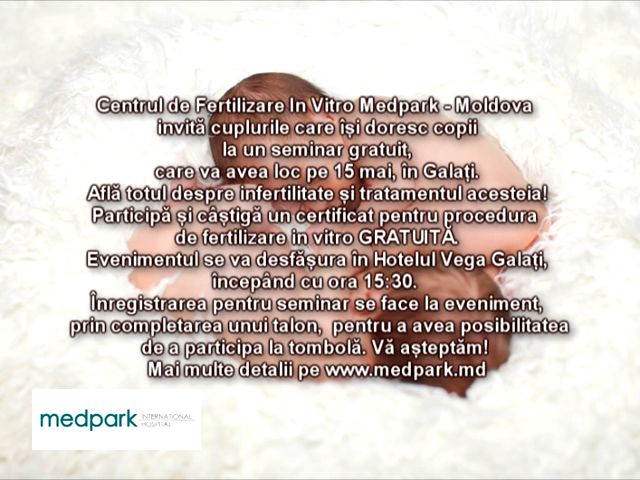 Centrul de Fertilizare In Vitro Medpark - Moldova
invită cuplurile care își doresc copii
la un seminar gratuit,
care va avea loc pe 15 mai, în Galați.
Află totul despre infertilitate și tratamentul acesteia!
Participă și câștigă un certificat pentru procedura
de fertilizare în vitro GRATUITĂ.
Evenimentul se va desfășura în Hotelul Vega Galați,
începând cu ora 15:30.
Înregistrarea pentru seminar se face la eveniment,
prin completarea unui talon, pentru a avea posibilitatea
de a participa la tombolă. Vă așteptăm!
Mai multe detalii pe www.medpark.md
medpark INTERNATIONAL
HOSPITAL